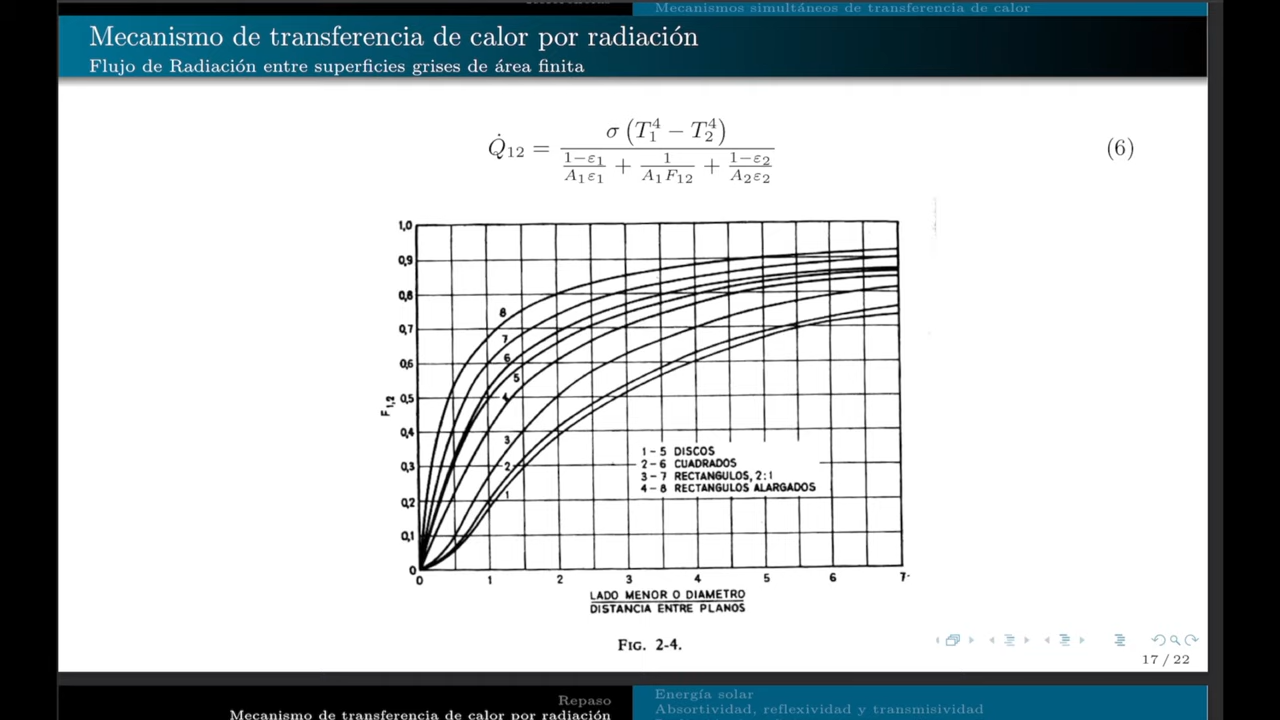 Mecanismos simultáneos de transferencia de calor
Mecanismo de transferencia de calor por radiación
Flujo de Radiación entre superficies grises de área finita
Q̇₁₂ = σ (T₁⁴ − T₂⁴) / ((1−ε₁)/(A₁ε₁) + 1/(A₁F₁₂) + (1−ε₂)/(A₂ε₂)) (6)
1,0
0,9
0,8
0,7
0,6
0,5
0,4
0,3
0,2
0,1
0
F₁,₂
8
7
6
5
4
3
2
1
1-5 DISCOS
2-6 CUADRADOS
3-7 RECTANGULOS, 2:1
4-8 RECTANGULOS ALARGADOS
0 1 2 3 4 5 6 7
LADO MENOR O DIAMETRO
DISTANCIA ENTRE PLANOS
FIG. 2-4.
17 / 22
Repaso
Mecanismo de transferencia de calor por radiación
Energía solar
Absortividad, reflexividad y transmisividad